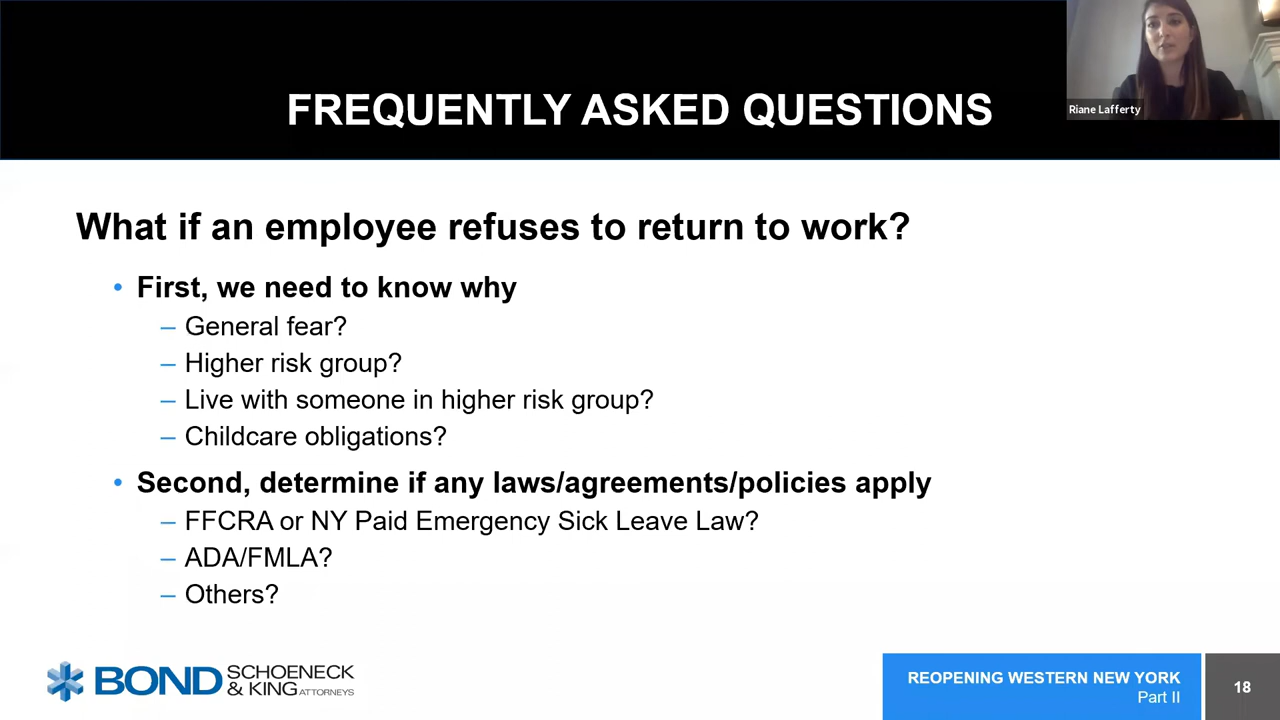 Riane Lafferty
FREQUENTLY ASKED QUESTIONS
What if an employee refuses to return to work?
• First, we need to know why
– General fear?
– Higher risk group?
– Live with someone in higher risk group?
– Childcare obligations?
• Second, determine if any laws/agreements/policies apply
– FFCRA or NY Paid Emergency Sick Leave Law?
– ADA/FMLA?
– Others?
BOND SCHOENECK
& KING ATTORNEYS
REOPENING WESTERN NEW YORK
Part II
18